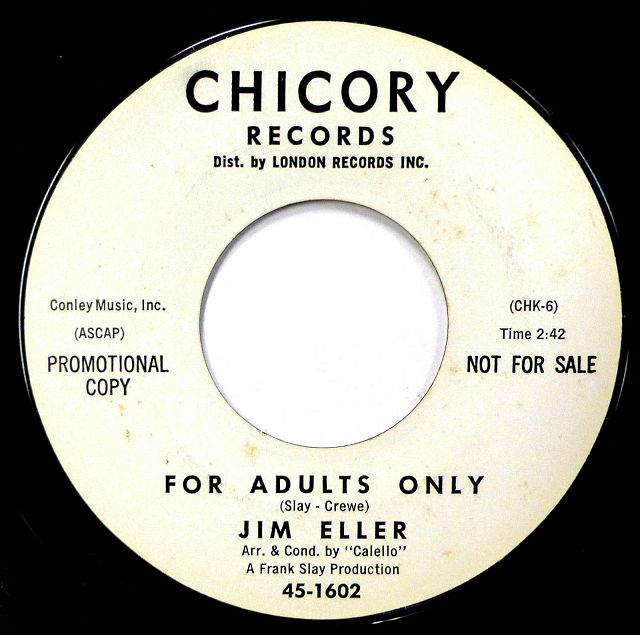 CHICORY
RECORDS
Dist. by LONDON RECORDS INC.
Conley Music, Inc.
(ASCAP)
PROMOTIONAL
COPY
(CHK-6)
Time 2:42
NOT FOR SALE
FOR ADULTS ONLY
(Slay - Crewe)
JIM ELLER
Arr. & Cond. by "Calello"
A Frank Slay Production
45-1602